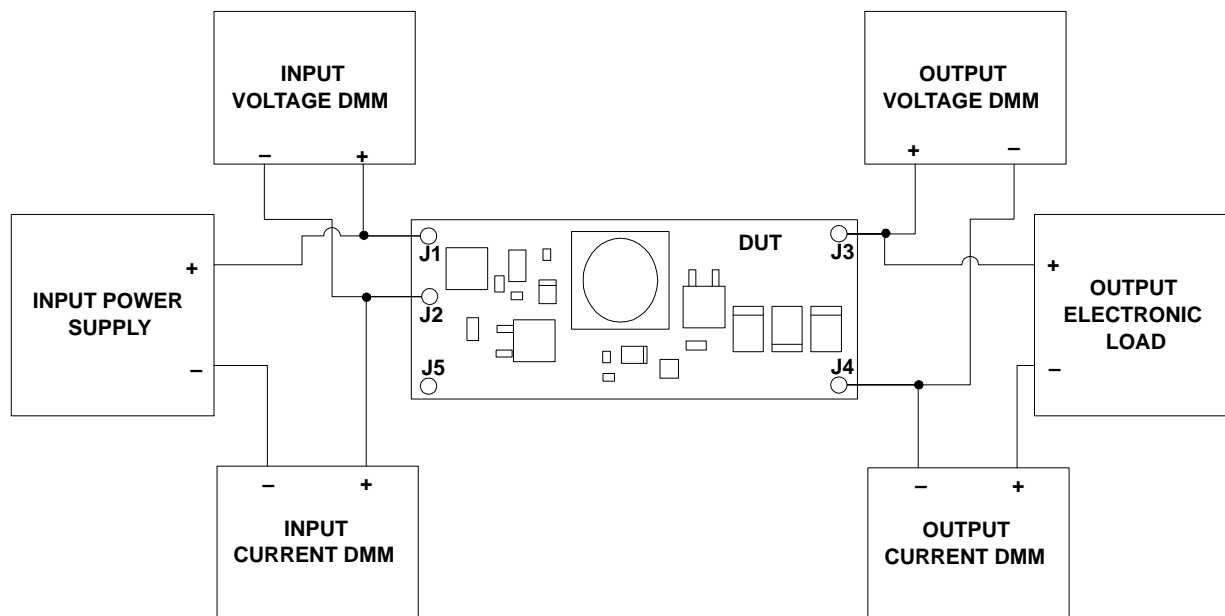 INPUT
VOLTAGE DMM
– +
OUTPUT
VOLTAGE DMM
+ –
INPUT POWER
SUPPLY
+
–
DUT
J1
J2
J5
J3
J4
+
–
OUTPUT
ELECTRONIC
LOAD
– +
INPUT
CURRENT DMM
– +
OUTPUT
CURRENT DMM